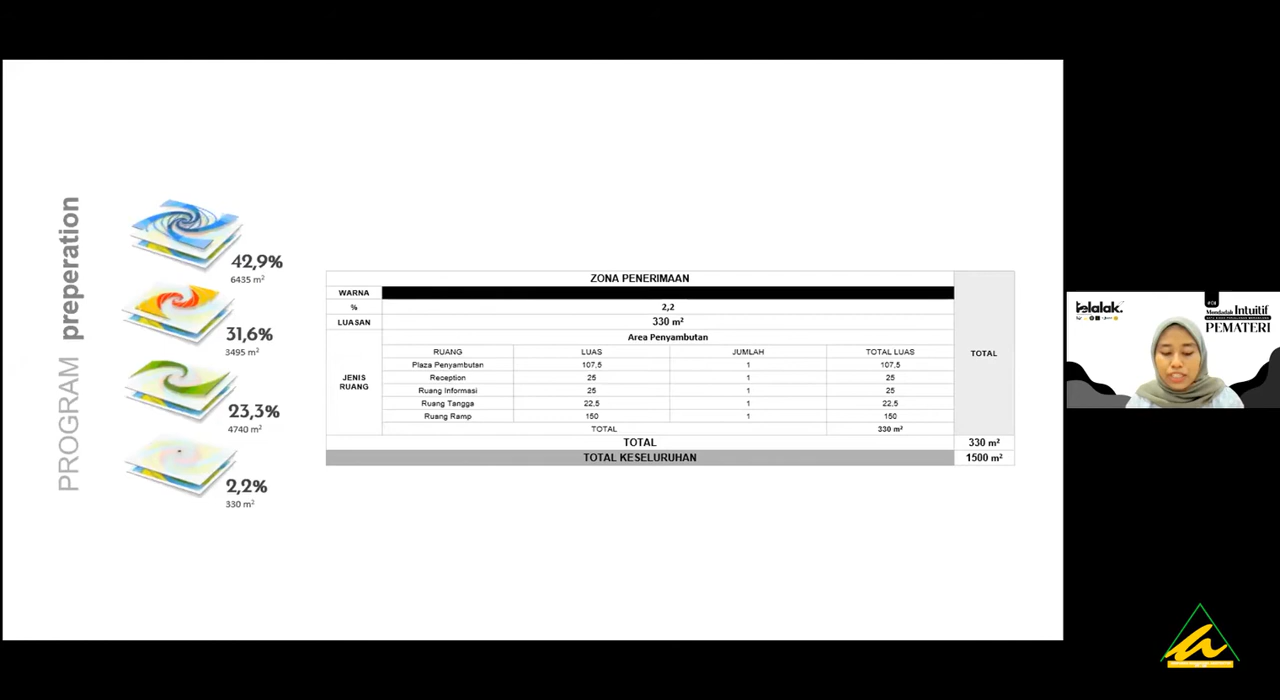 PROGRAM preperation
42,9%
6435 m²
31,6%
3495 m²
23,3%
4740 m²
2,2%
330 m²
ZONA PENERIMAAN
WARNA
% 2,2
LUASAN 330 m²
Area Penyambutan
JENIS RUANG
RUANG LUAS JUMLAH TOTAL LUAS
Plaza Penyambutan 107,5 1 107,5
Reception 25 1 25
Ruang Informasi 25 1 25
Ruang Tangga 22,5 1 22,5
Ruang Ramp 150 1 150
TOTAL 330 m²
TOTAL
TOTAL 330 m²
TOTAL KESELURUHAN 1500 m²
telalak.
Mendadak Intuitif
PEMATERI